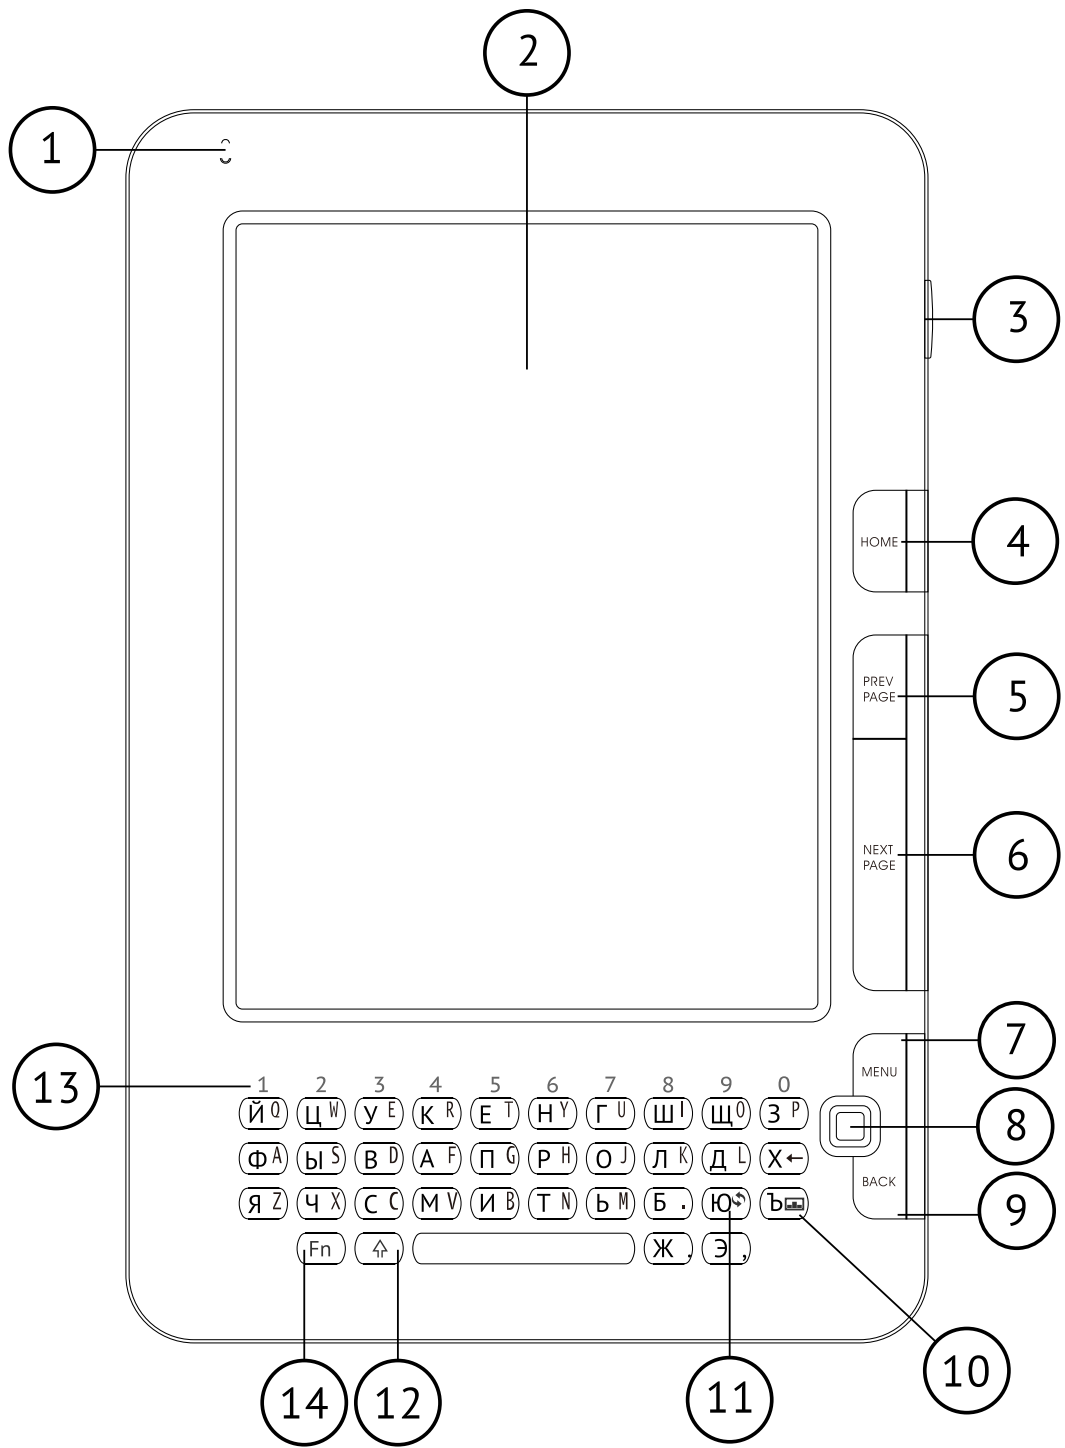 2
1
3
HOME
4
PREV
PAGE
5
NEXT
PAGE
6
7
MENU
8
BACK
9
13
1 2 3 4 5 6 7 8 9 0
Й Q Ц W У E К R Е T Н Y Г U Ш I Щ O З P
Ф A Ы S В D А F П G Р H О J Л K Д L Х ←
Я Z Ч X С C М V И B Т N Ь M Б . Ю Ъ
Fn Ж . Э ,
14
12
11
10